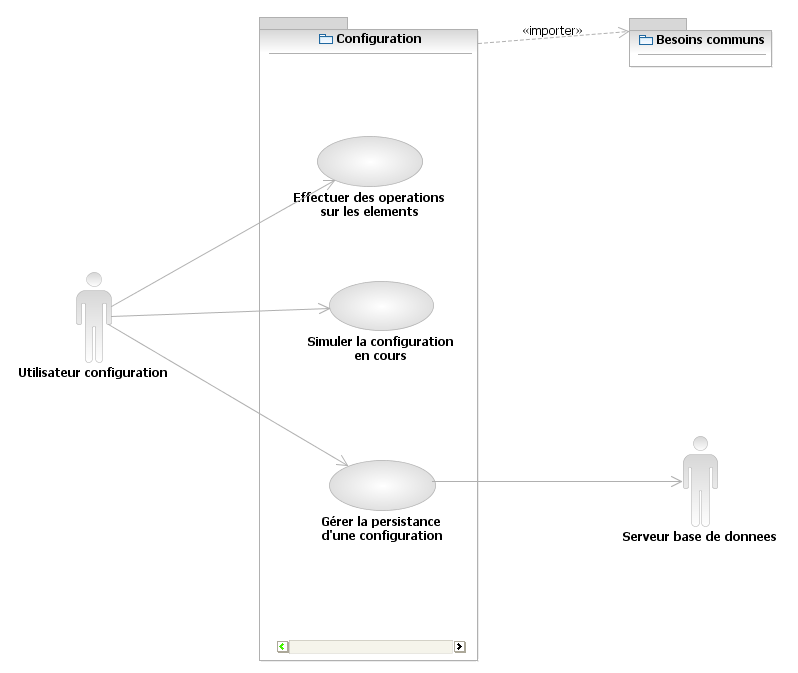 Configuration
«importer»
Besoins communs
Effectuer des operations
sur les elements
Simuler la configuration
en cours
Utilisateur configuration
Gérer la persistance
d'une configuration
Serveur base de donnees